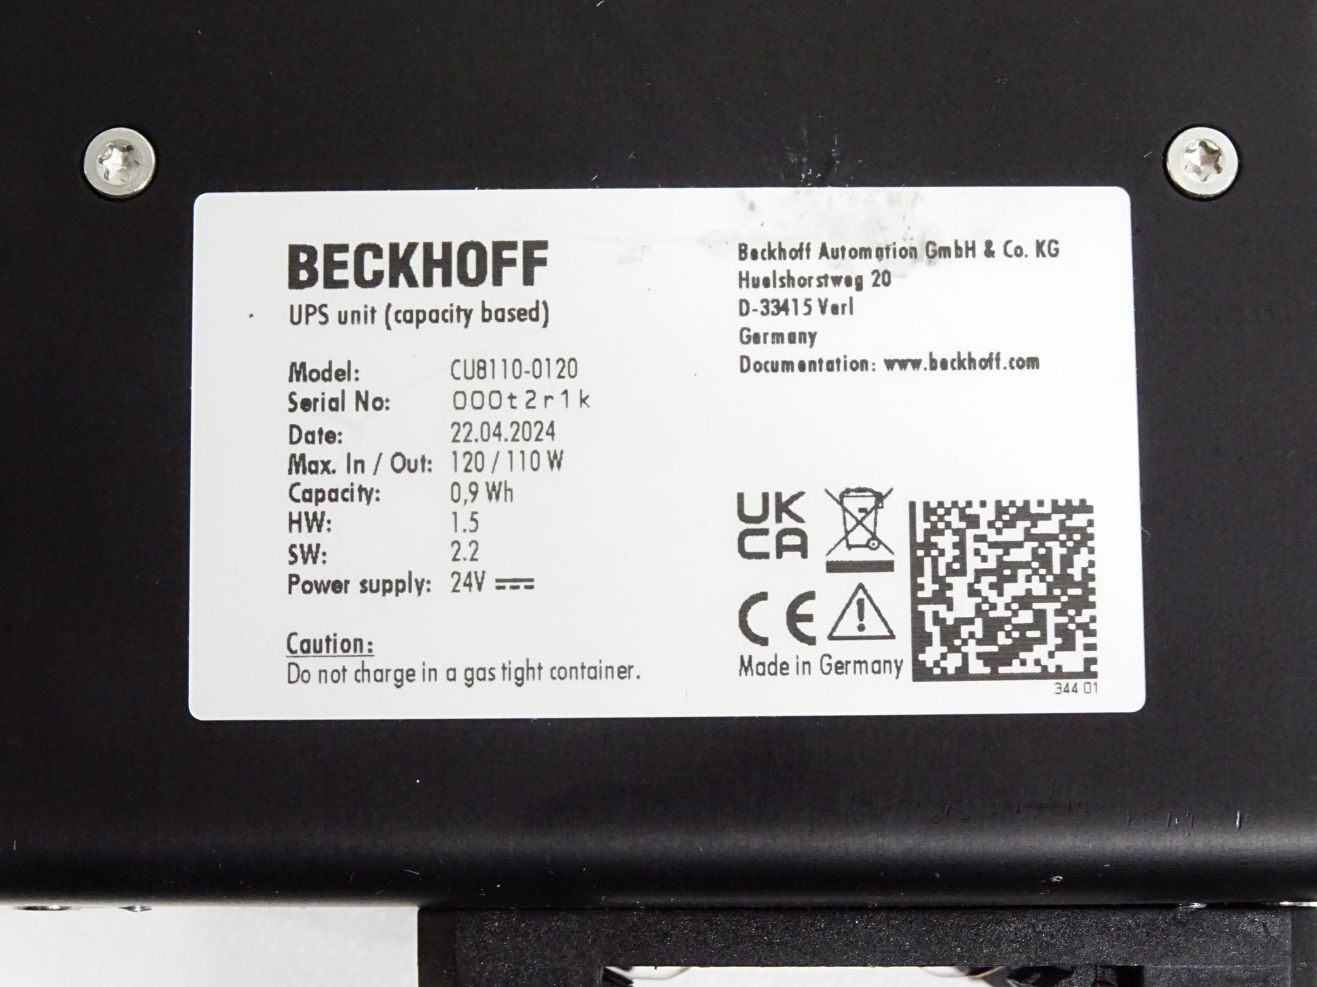 BECKHOFF
UPS unit (capacity based)
Model: CU8110-0120
Serial No: 000t2r1k
Date: 22.04.2024
Max. In / Out: 120 / 110 W
Capacity: 0,9 Wh
HW: 1.5
SW: 2.2
Power supply: 24V
Caution:
Do not charge in a gas tight container.
Beckhoff Automation GmbH & Co. KG
Huelshorstweg 20
D-33415 Verl
Germany
Documentation: www.beckhoff.com
UK
CA
CE
Made in Germany
344 01